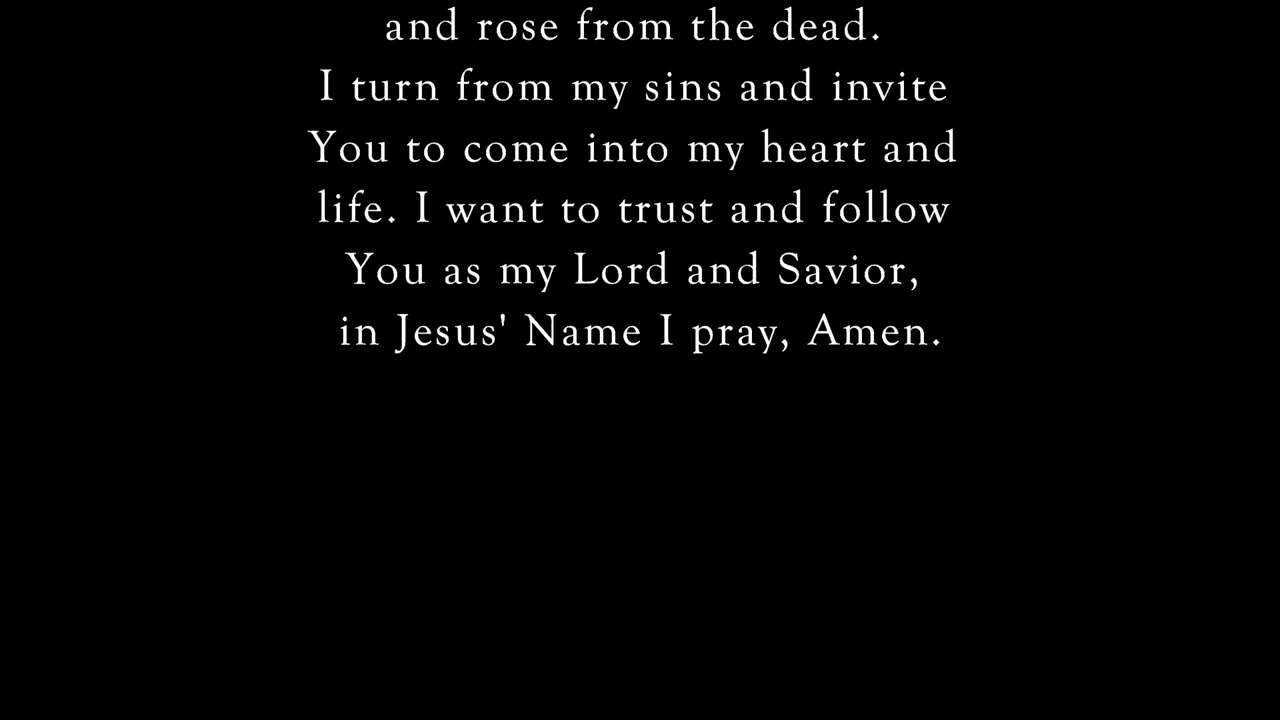 and rose from the dead.
I turn from my sins and invite
You to come into my heart and
life. I want to trust and follow
You as my Lord and Savior,
in Jesus' Name I pray, Amen.